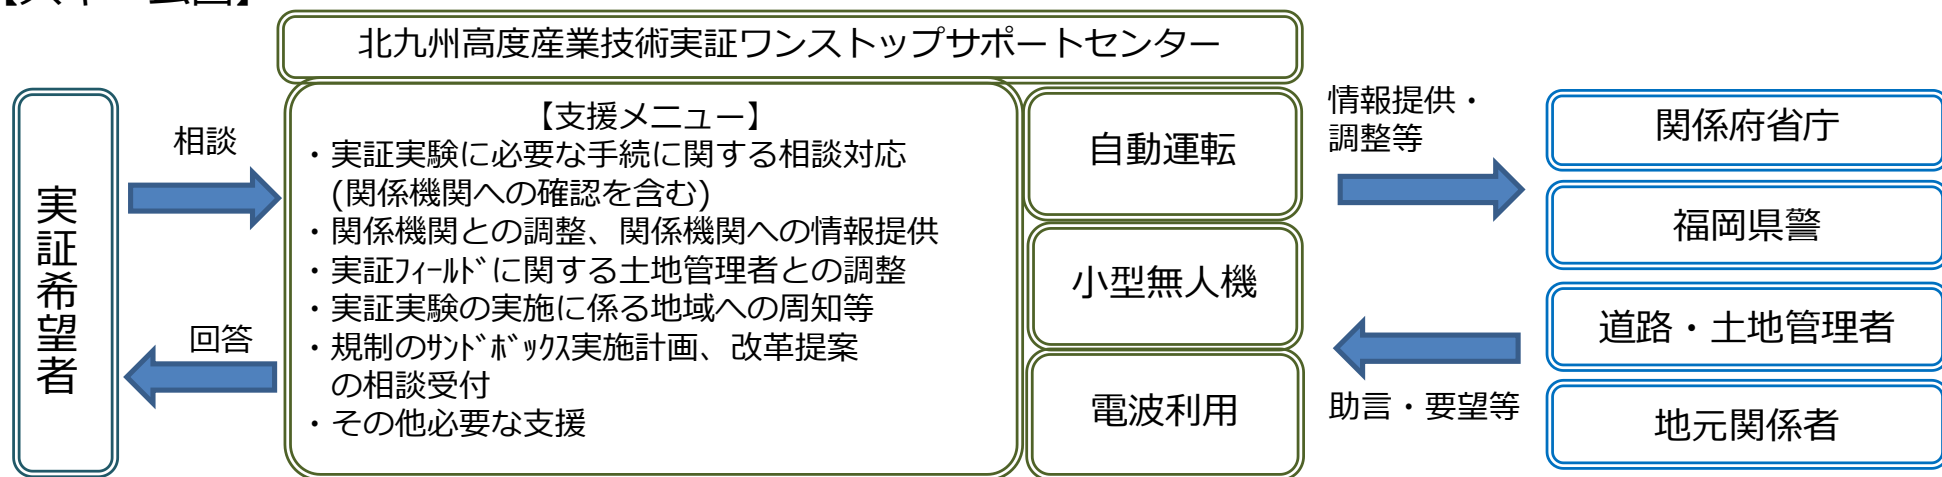 【スキーム図】
北九州高度産業技術実証ワンストップサポートセンター
実証希望者
相談
回答
【支援メニュー】
・実証実験に必要な手続に関する相談対応
(関係機関への確認を含む)
・関係機関との調整、関係機関への情報提供
・実証ﾌｨｰﾙﾄﾞに関する土地管理者との調整
・実証実験の実施に係る地域への周知等
・規制のｻﾝﾄﾞﾎﾞｯｸｽ実施計画、改革提案
の相談受付
・その他必要な支援
自動運転
小型無人機
電波利用
情報提供・
調整等
助言・要望等
関係府省庁
福岡県警
道路・土地管理者
地元関係者